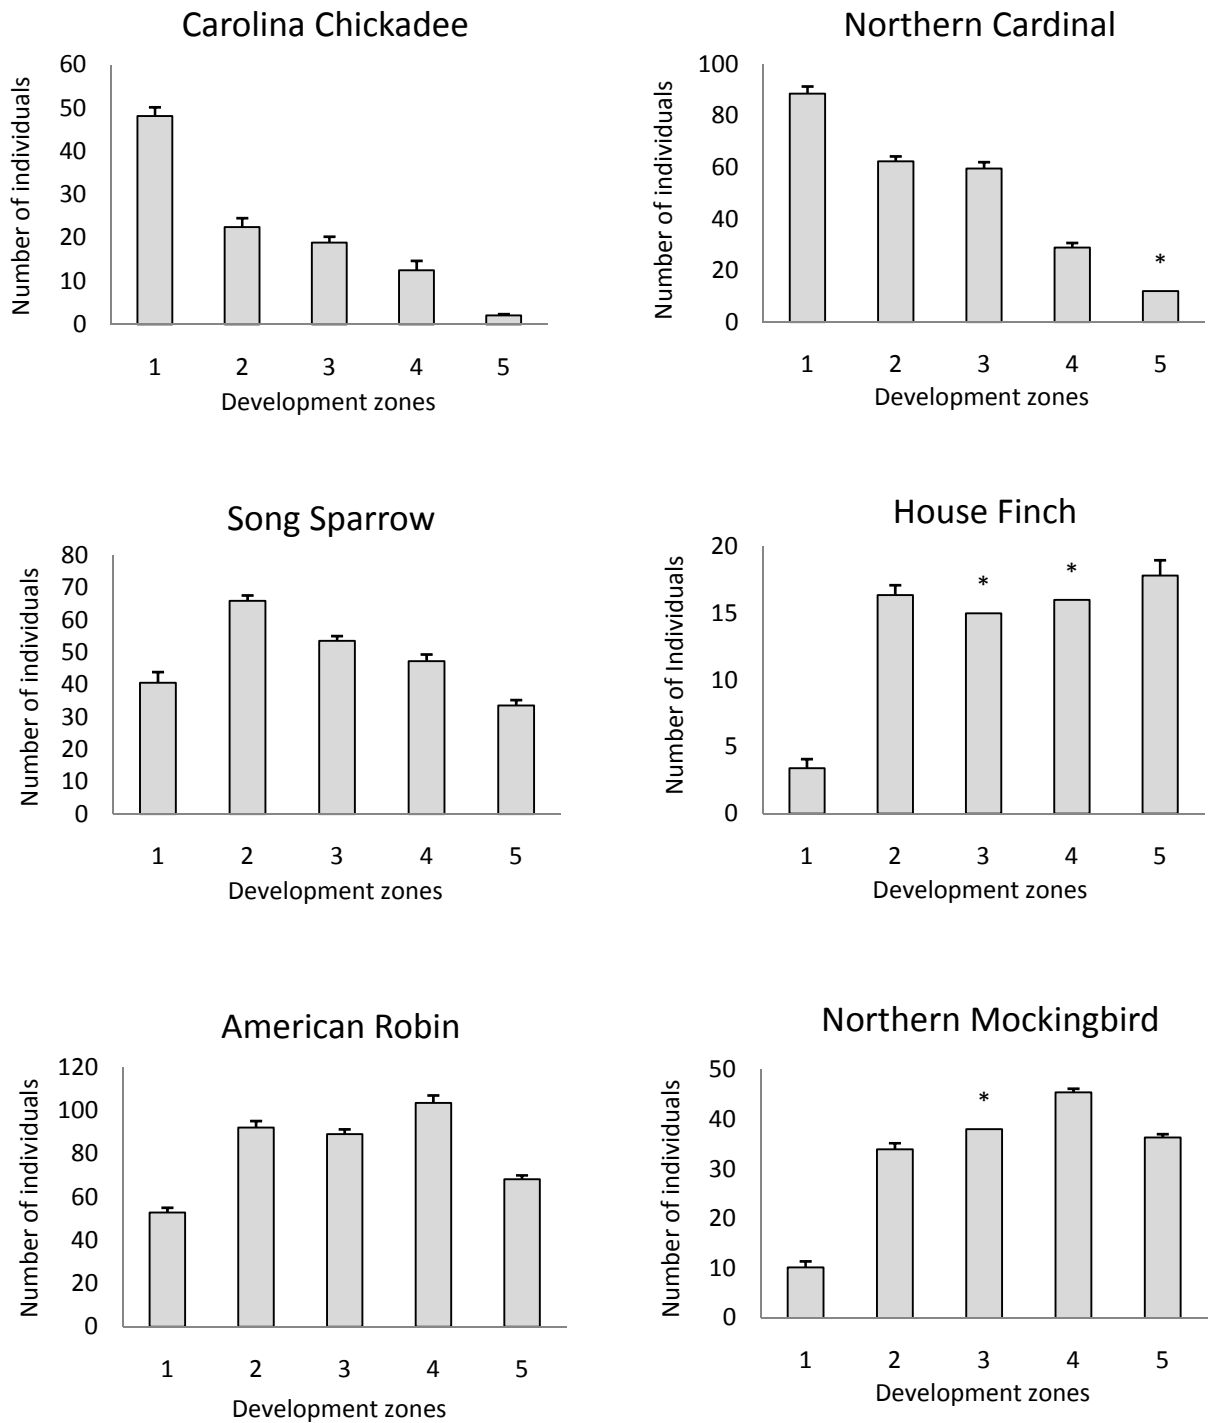 Carolina Chickadee
Number of individuals
60
50
40
30
20
10
0
1 2 3 4 5
Development zones
Northern Cardinal
Number of individuals
100
80
60
40
20
0
*
1 2 3 4 5
Development zones
Song Sparrow
Number of individuals
80
70
60
50
40
30
20
10
0
1 2 3 4 5
Development zones
House Finch
Number of Individuals
20
15
10
5
0
* *
1 2 3 4 5
Development zones
American Robin
Number of individuals
120
100
80
60
40
20
0
1 2 3 4 5
Development zones
Northern Mockingbird
Number of individuals
50
40
30
20
10
0
*
1 2 3 4 5
Development zones